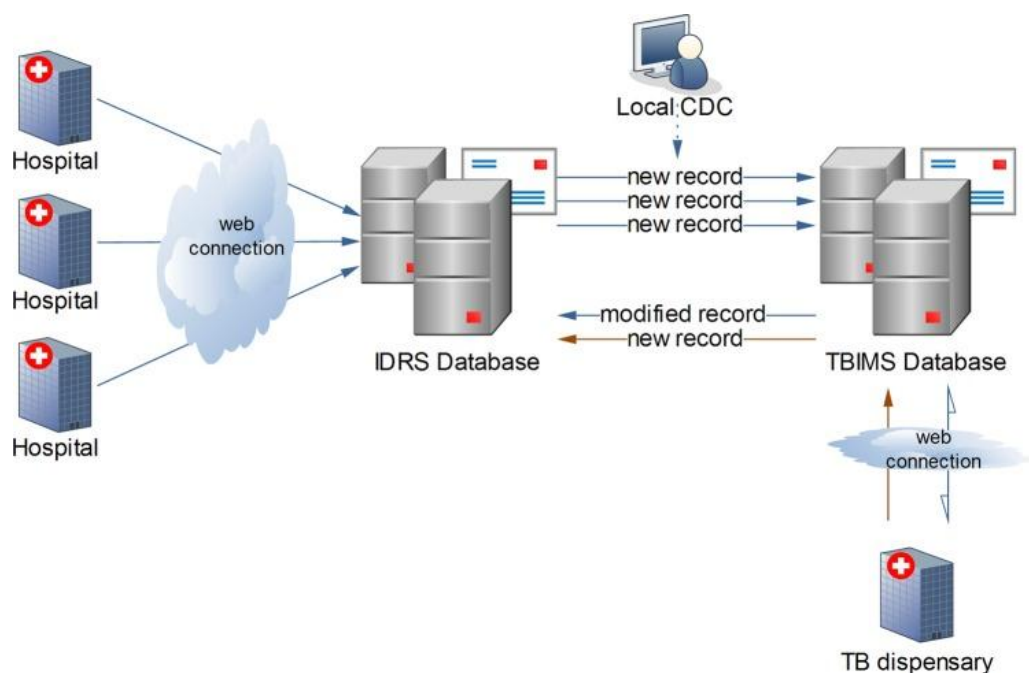 Hospital
Hospital
Hospital
web
connection
IDRS Database
Local CDC
new record
new record
new record
modified record
new record
TBIMS Database
web
connection
TB dispensary